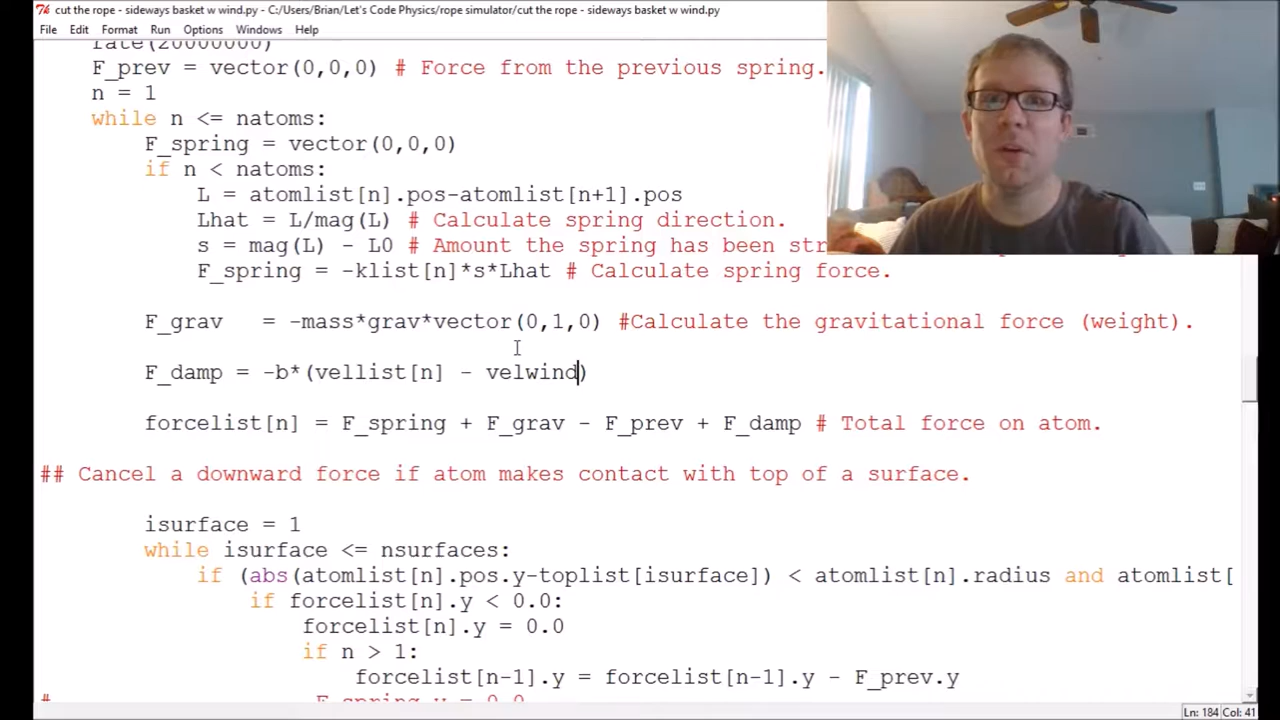 cut the rope - sideways basket w wind.py - C:/Users/Brian/Let's Code Physics/rope simulator/cut the rope - sideways basket w wind.py
File Edit Format Run Options Windows Help
rate(20000000)
F_prev = vector(0,0,0) # Force from the previous spring.
n = 1
while n <= natoms:
F_spring = vector(0,0,0)
if n < natoms:
L = atomlist[n].pos-atomlist[n+1].pos
Lhat = L/mag(L) # Calculate spring direction.
s = mag(L) - L0 # Amount the spring has been
F_spring = -klist[n]*s*Lhat # Calculate spring force.
F_grav = -mass*grav*vector(0,1,0) #Calculate the gravitational force (weight).
F_damp = -b*(vellist[n] - velwind)
forcelist[n] = F_spring + F_grav - F_prev + F_damp # Total force on atom.
## Cancel a downward force if atom makes contact with top of a surface.
isurface = 1
while isurface <= nsurfaces:
if (abs(atomlist[n].pos.y-toplist[isurface]) < atomlist[n].radius and atomlist[
if forcelist[n].y < 0.0:
forcelist[n].y = 0.0
if n > 1:
forcelist[n-1].y = forcelist[n-1].y - F_prev.y
# F_spring.y = 0.0
Ln: 184 Col: 41